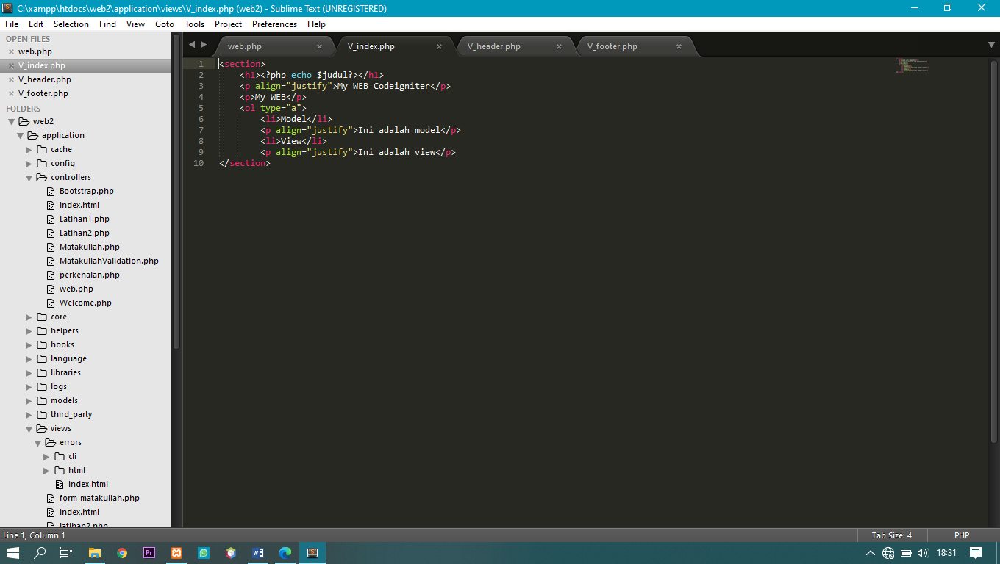 C:\xampp\htdocs\web2\application\views\V_index.php (web2) - Sublime Text (UNREGISTERED)
File Edit Selection Find View Goto Tools Project Preferences Help
OPEN FILES
web.php
V_index.php
V_header.php
V_footer.php
FOLDERS
web2
application
cache
config
controllers
Bootstrap.php
index.html
Latihan1.php
Latihan2.php
Matakuliah.php
MatakuliahValidation.php
perkenalan.php
web.php
Welcome.php
core
helpers
hooks
language
libraries
logs
models
third_party
views
errors
cli
html
index.html
form-matakuliah.php
index.html
latihan2.php
web.php V_index.php V_header.php V_footer.php
1 <section>
2 <h1><?php echo $judul?></h1>
3 <p align="justify">My WEB Codeigniter</p>
4 <p>My WEB</p>
5 <ol type="a">
6 <li>Model</li>
7 <p align="justify">Ini adalah model</p>
8 <li>View</li>
9 <p align="justify">Ini adalah view</p>
10 </section>
Line 1, Column 1 Tab Size: 4 PHP
18:31